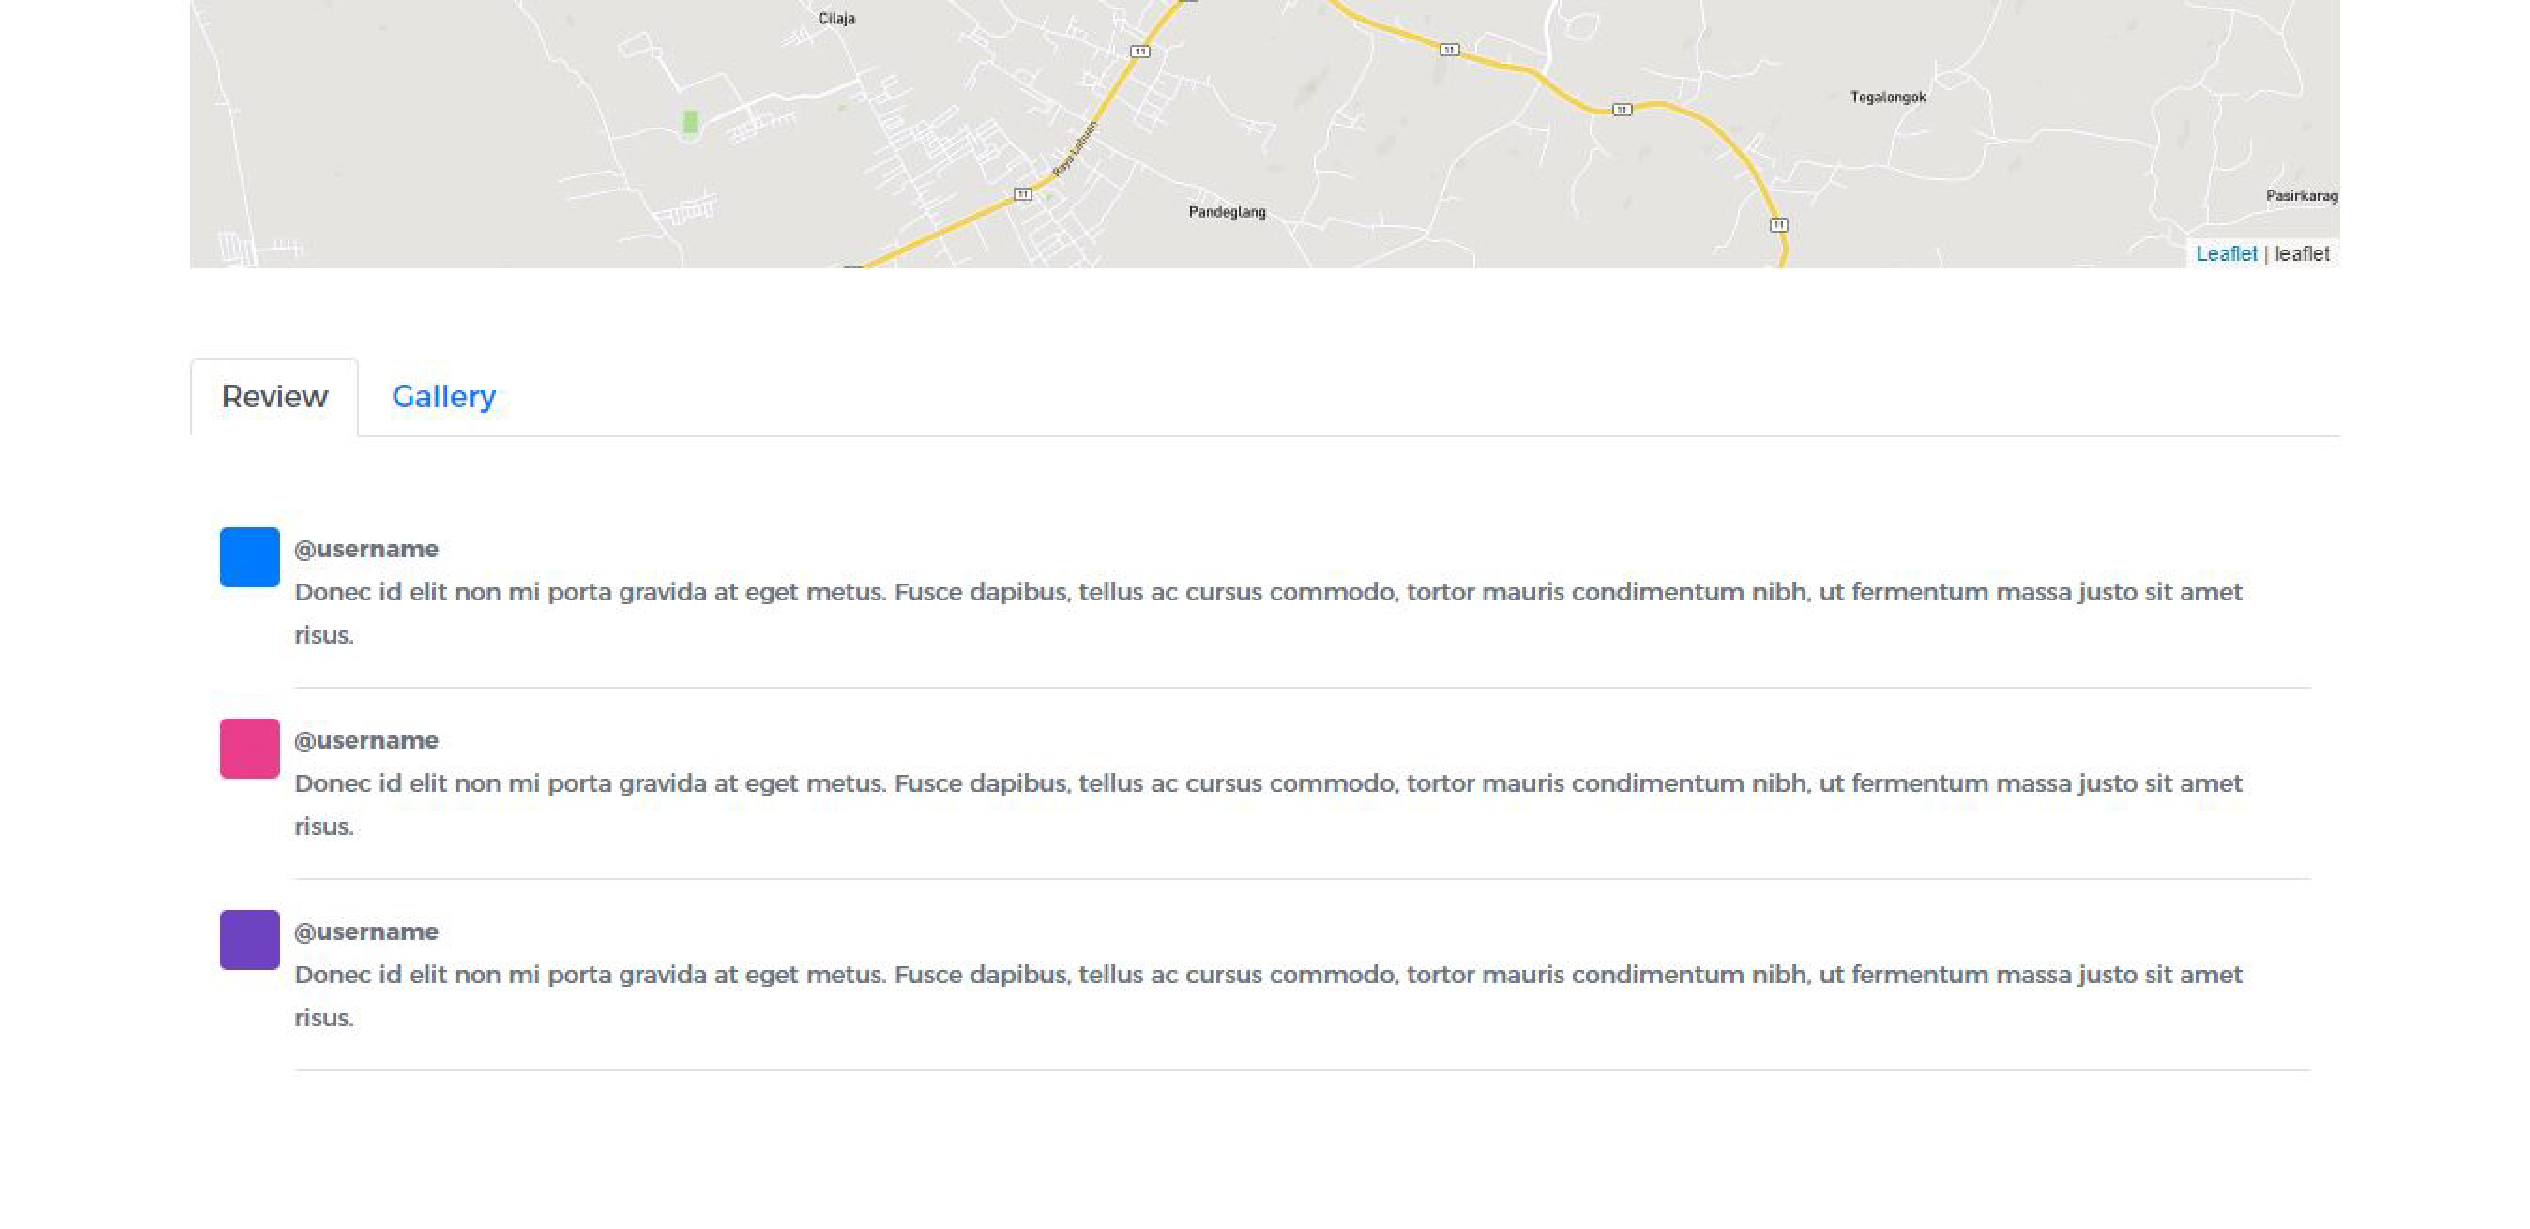 Cilaja
11
11
11
Tegalongok
Raya Labuan
11
Pasirkarag
Pandeglang
11
Leaflet | leaflet
Review
Gallery
@username
Donec id elit non mi porta gravida at eget metus. Fusce dapibus, tellus ac cursus commodo, tortor mauris condimentum nibh, ut fermentum massa justo sit amet
risus.
@username
Donec id elit non mi porta gravida at eget metus. Fusce dapibus, tellus ac cursus commodo, tortor mauris condimentum nibh, ut fermentum massa justo sit amet
risus.
@username
Donec id elit non mi porta gravida at eget metus. Fusce dapibus, tellus ac cursus commodo, tortor mauris condimentum nibh, ut fermentum massa justo sit amet
risus.